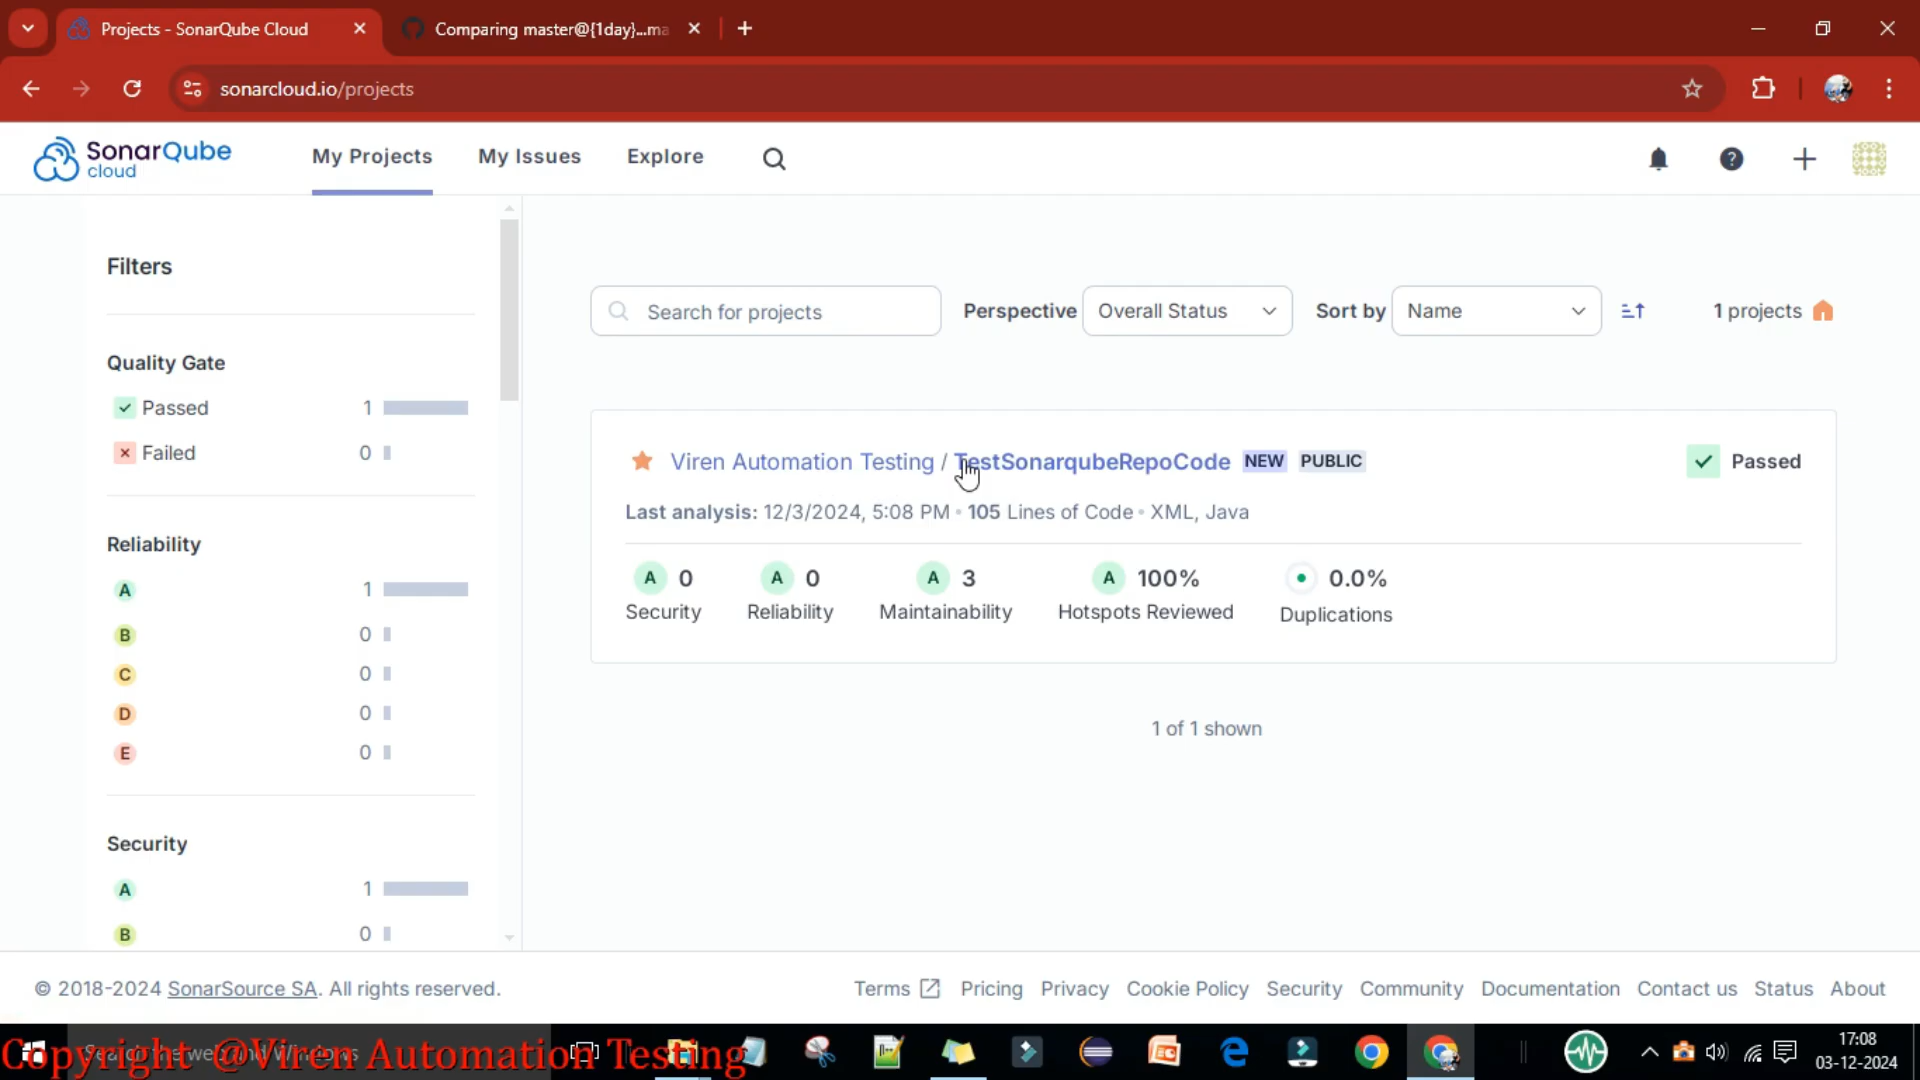 Projects - SonarQube Cloud
Comparing master@{1day}...ma
sonarcloud.io/projects
SonarQube cloud
My Projects
My Issues
Explore
Filters
Quality Gate
Passed 1
Failed 0
Reliability
A 1
B 0
C 0
D 0
E 0
Security
A 1
B 0
Search for projects
Perspective Overall Status
Sort by Name
1 projects
Viren Automation Testing / TestSonarqubeRepoCode NEW PUBLIC
Passed
Last analysis: 12/3/2024, 5:08 PM • 105 Lines of Code • XML, Java
A 0 A 0 A 3 A 100% 0.0%
Security Reliability Maintainability Hotspots Reviewed Duplications
1 of 1 shown
© 2018-2024 SonarSource SA. All rights reserved.
Terms Pricing Privacy Cookie Policy Security Community Documentation Contact us Status About
Search the web and Windows
Copyright @Viren Automation Testing
17:08
03-12-2024